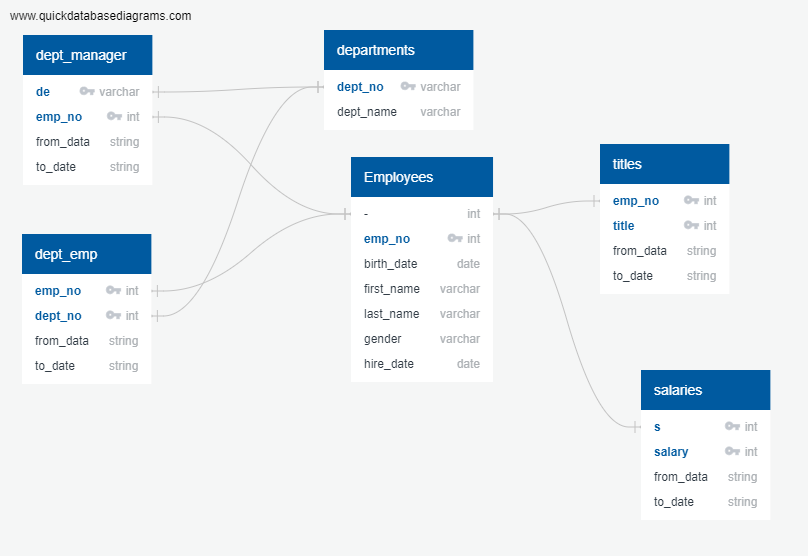 www.quickdatabasediagrams.com
dept_manager
de varchar
emp_no int
from_data string
to_date string
departments
dept_no varchar
dept_name varchar
Employees
- int
emp_no int
birth_date date
first_name varchar
last_name varchar
gender varchar
hire_date date
titles
emp_no int
title int
from_data string
to_date string
dept_emp
emp_no int
dept_no int
from_data string
to_date string
salaries
s int
salary int
from_data string
to_date string